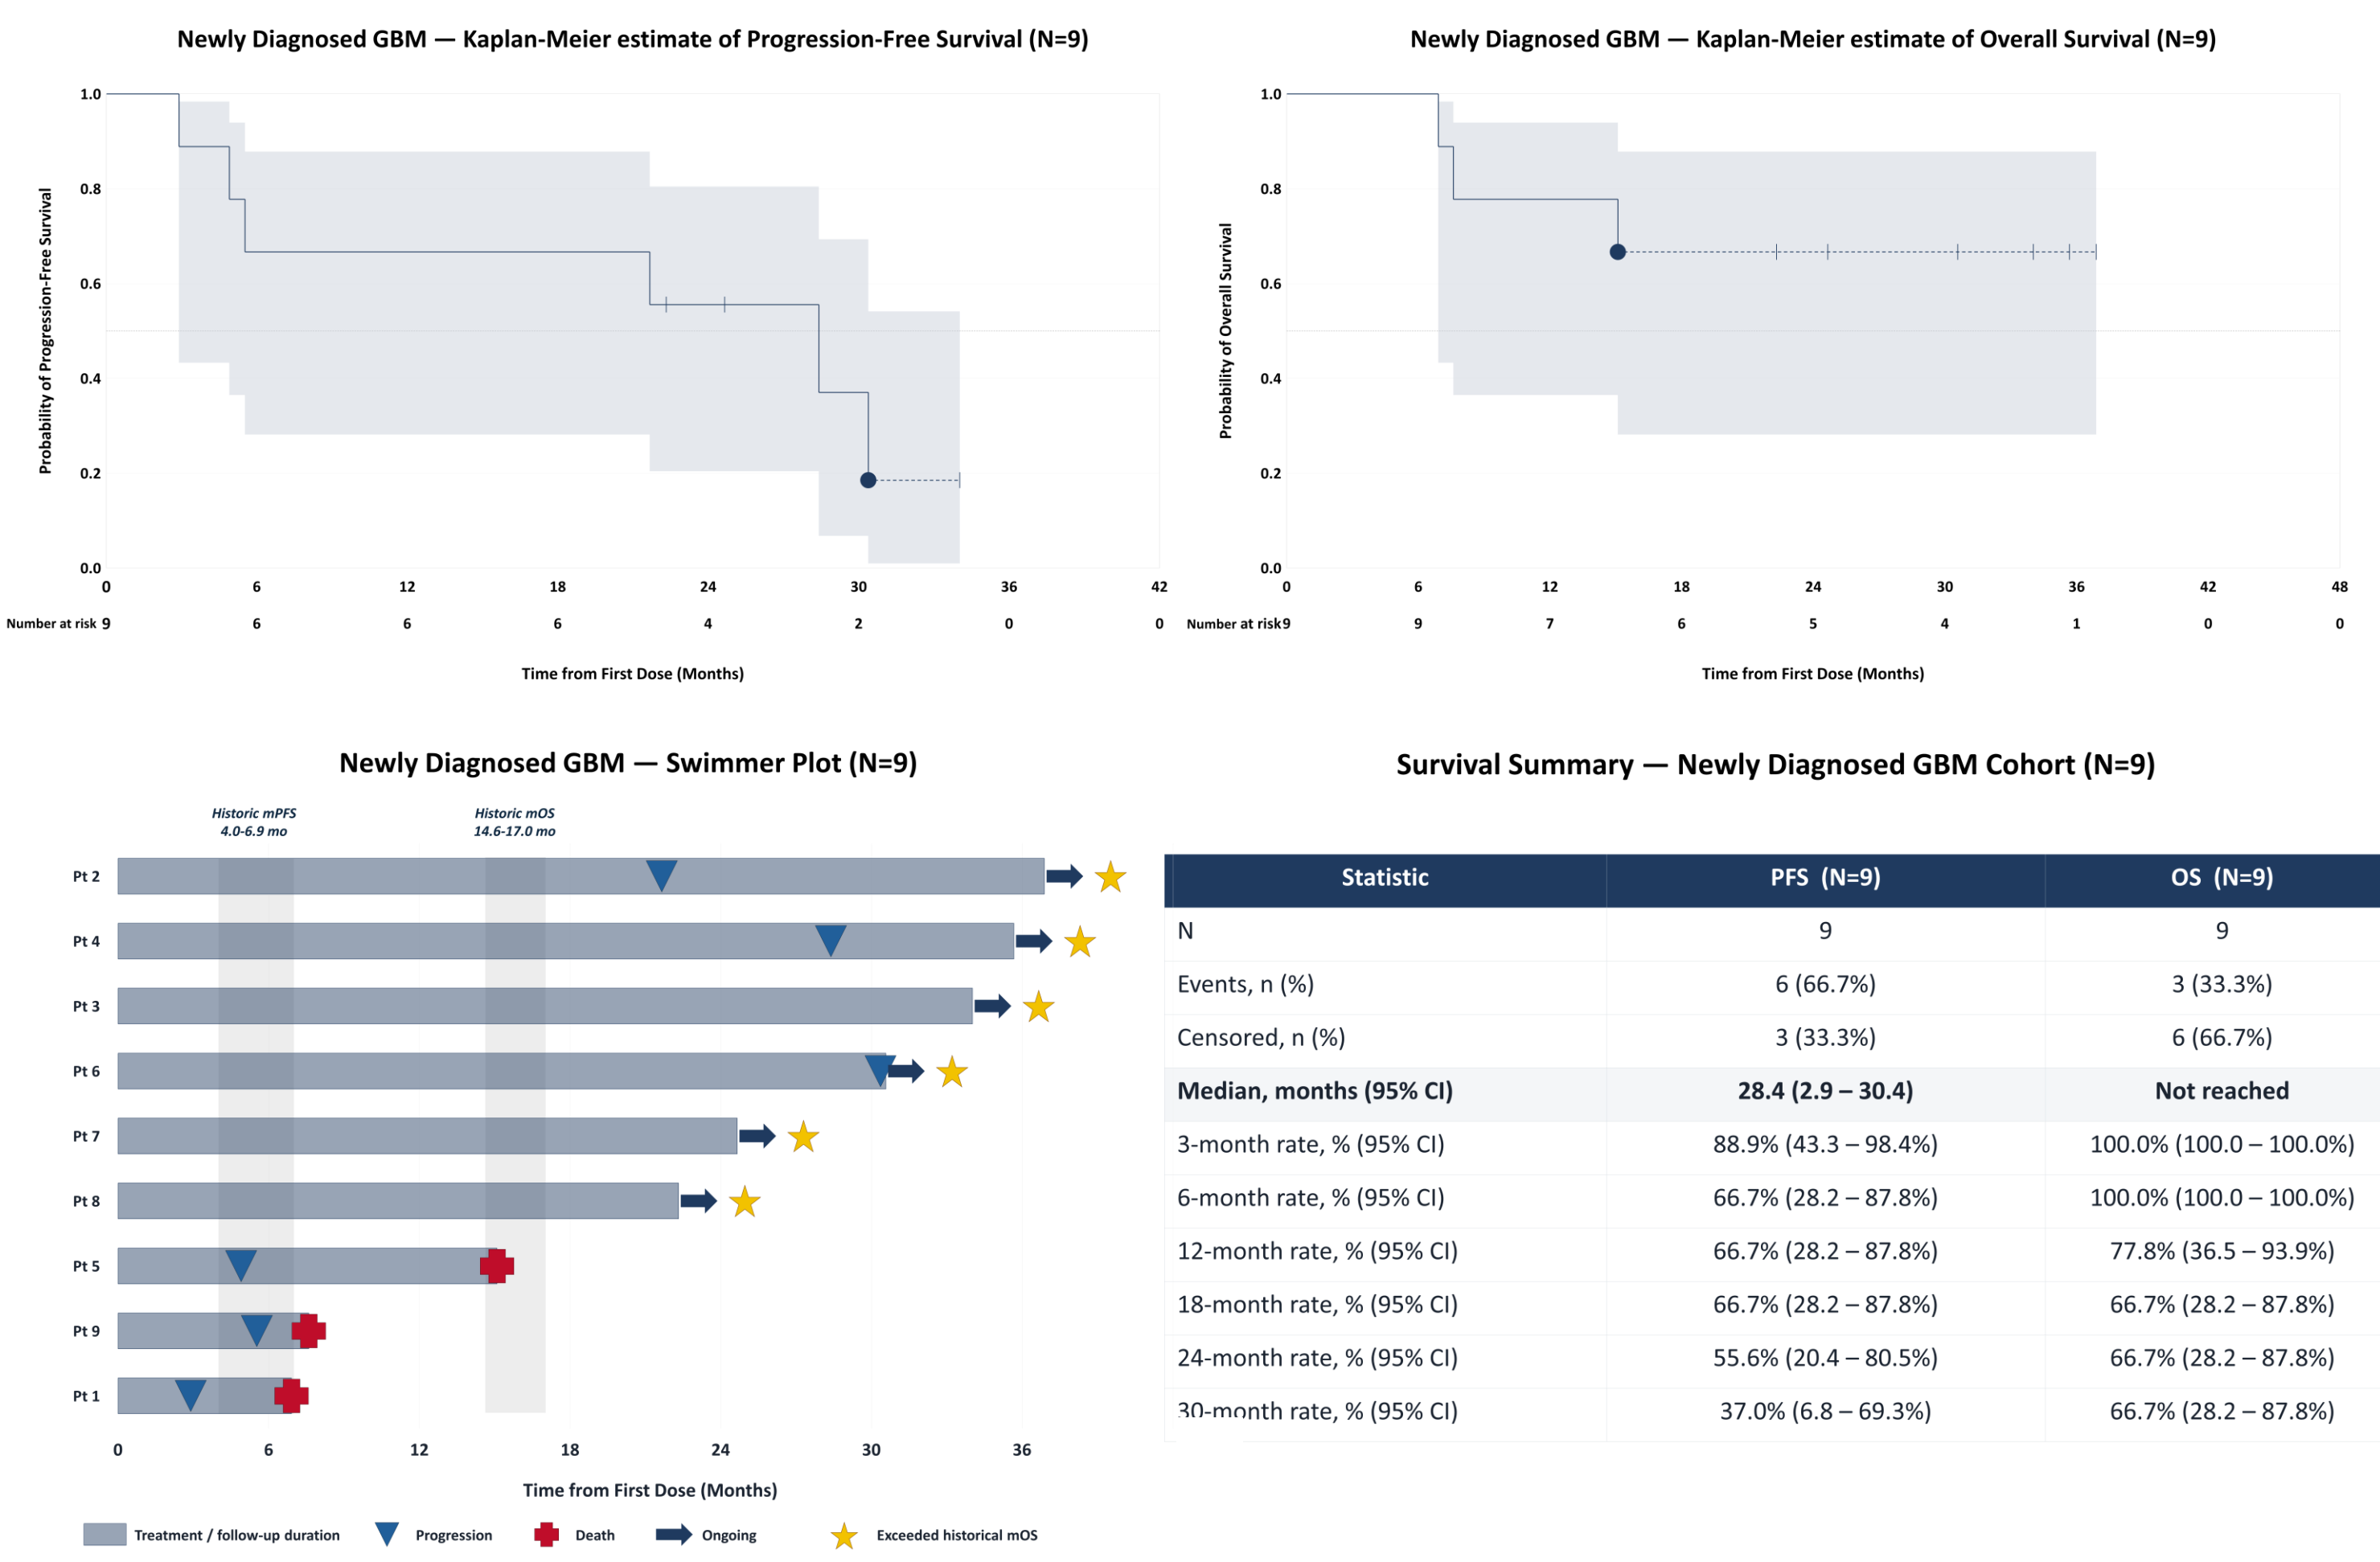 Newly Diagnosed GBM — Kaplan-Meier estimate of Progression-Free Survival (N=9)
Probability of Progression-Free Survival
1.0
0.8
0.6
0.4
0.2
0.0
0 6 12 18 24 30 36 42
Number at risk 9 6 6 6 4 2 0 0
Time from First Dose (Months)
Newly Diagnosed GBM — Kaplan-Meier estimate of Overall Survival (N=9)
Probability of Overall Survival
1.0
0.8
0.6
0.4
0.2
0.0
0 6 12 18 24 30 36 42 48
Number at risk 9 9 7 6 5 4 1 0 0
Time from First Dose (Months)
Newly Diagnosed GBM — Swimmer Plot (N=9)
Historic mPFS
4.0-6.9 mo
Historic mOS
14.6-17.0 mo
Pt 2
Pt 4
Pt 3
Pt 6
Pt 7
Pt 8
Pt 5
Pt 9
Pt 1
0 6 12 18 24 30 36
Time from First Dose (Months)
Treatment / follow-up duration Progression Death Ongoing Exceeded historical mOS
Survival Summary — Newly Diagnosed GBM Cohort (N=9)
Statistic PFS (N=9) OS (N=9)
N 9 9
Events, n (%) 6 (66.7%) 3 (33.3%)
Censored, n (%) 3 (33.3%) 6 (66.7%)
Median, months (95% CI) 28.4 (2.9 – 30.4) Not reached
3-month rate, % (95% CI) 88.9% (43.3 – 98.4%) 100.0% (100.0 – 100.0%)
6-month rate, % (95% CI) 66.7% (28.2 – 87.8%) 100.0% (100.0 – 100.0%)
12-month rate, % (95% CI) 66.7% (28.2 – 87.8%) 77.8% (36.5 – 93.9%)
18-month rate, % (95% CI) 66.7% (28.2 – 87.8%) 66.7% (28.2 – 87.8%)
24-month rate, % (95% CI) 55.6% (20.4 – 80.5%) 66.7% (28.2 – 87.8%)
30-month rate, % (95% CI) 37.0% (6.8 – 69.3%) 66.7% (28.2 – 87.8%)